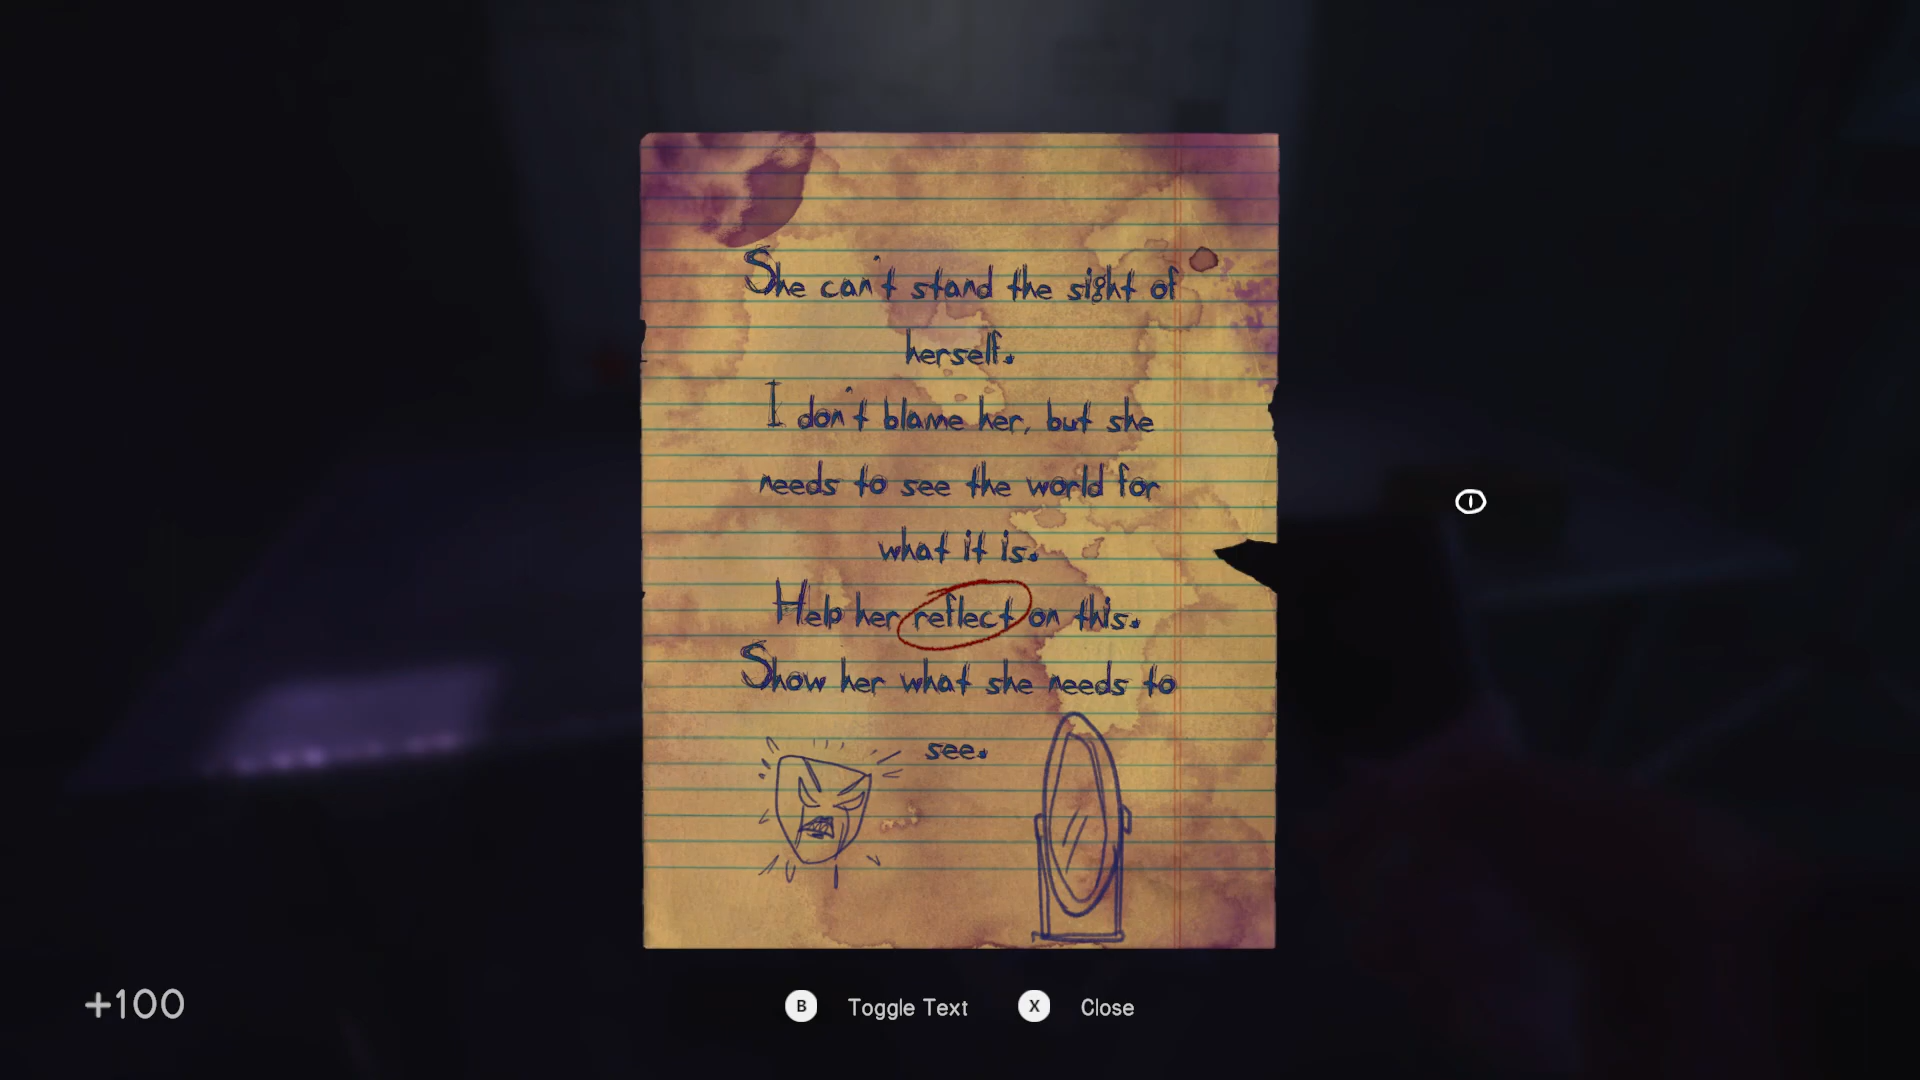 She can't stand the sight of
herself.
I don't blame her, but she
needs to see the world for
what it is.
Help her reflect on this.
Show her what she needs to
see.
+100
B Toggle Text X Close